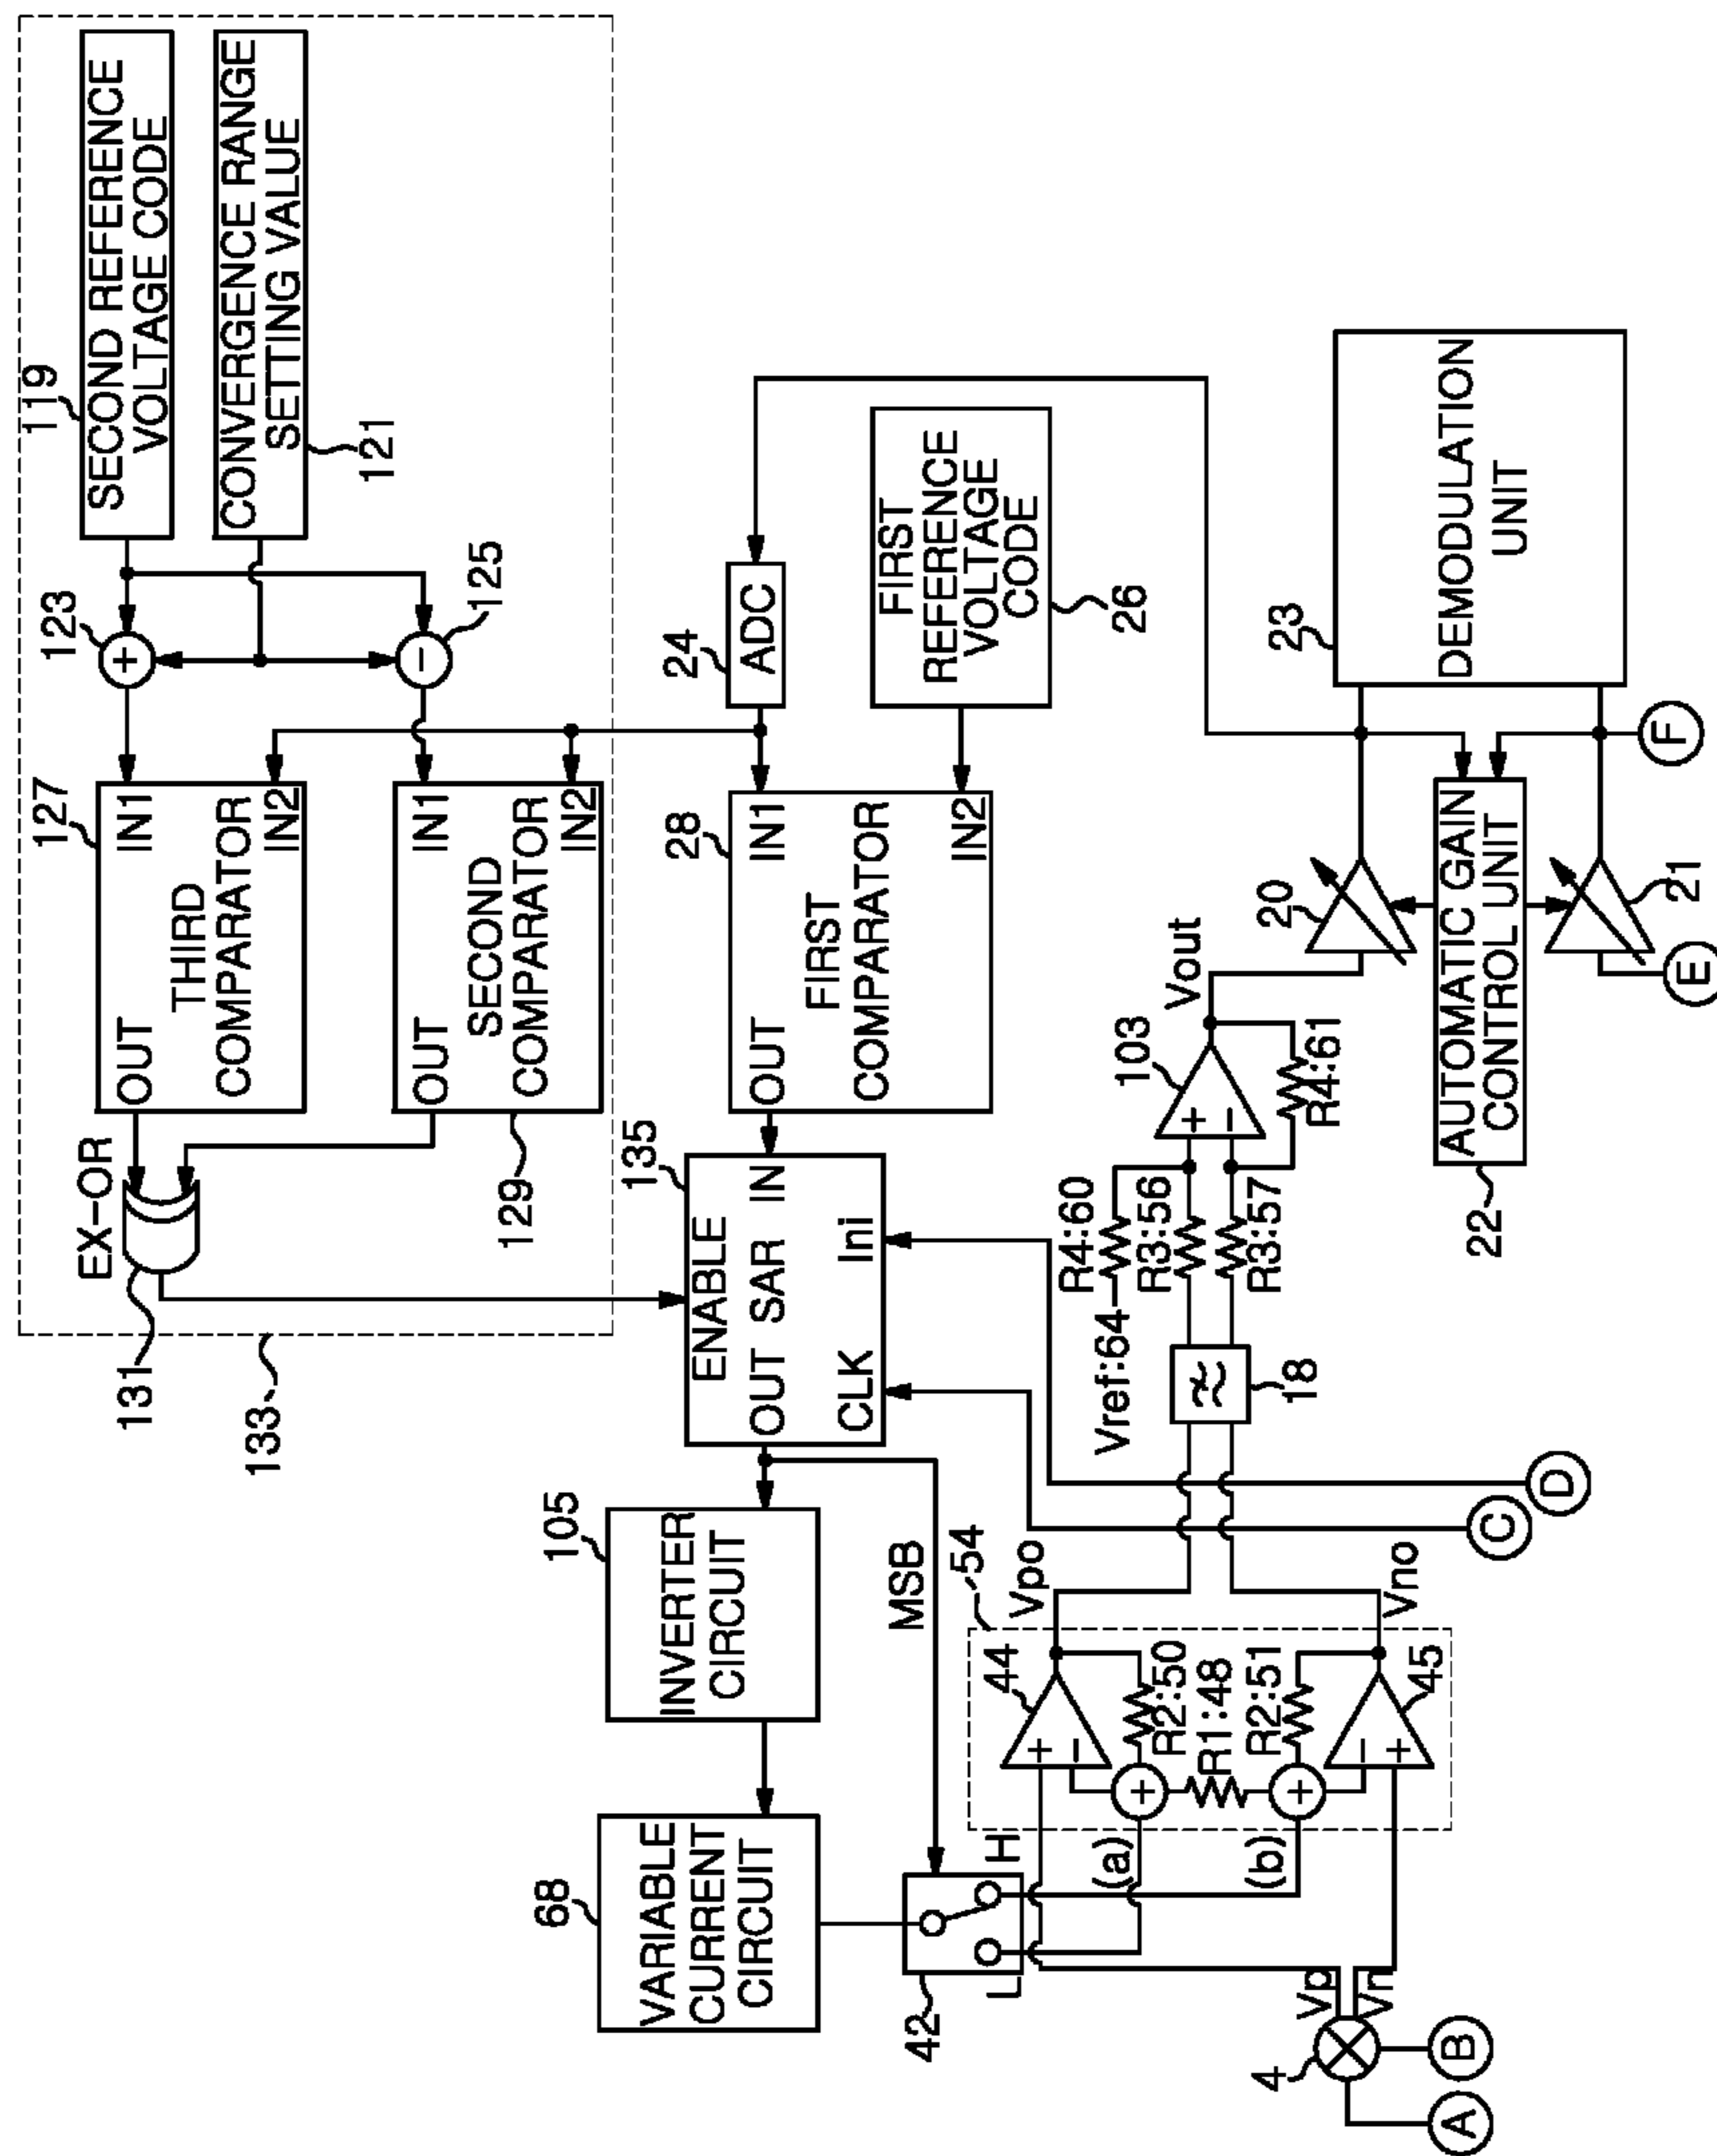 119
SECOND REFERENCE
VOLTAGE CODE
CONVERGENCE RANGE
SETTING VALUE
121
123
+
125
−
127
IN1
THIRD
COMPARATOR
OUT
IN2
IN1
SECOND
COMPARATOR
OUT
IN2
129
EX-OR
131
133
24
ADC
FIRST
REFERENCE
VOLTAGE
CODE
26
28
IN1
FIRST
COMPARATOR
OUT
IN2
135
ENABLE
OUT SAR IN
CLK
Ini
105
INVERTER
CIRCUIT
MSB
68
VARIABLE
CURRENT
CIRCUIT
42
L
H
(a)
(b)
4
Vp
Vn
A
B
54
44
+
−
R2:50
R1:48
R2:51
+
+
−
+
45
Vpo
Vno
C
D
18
Vref:64
R4:60
R3:56
R3:57
103
+
−
R4:61
Vout
20
21
E
F
22
AUTOMATIC GAIN
CONTROL UNIT
23
DEMODULATION
UNIT